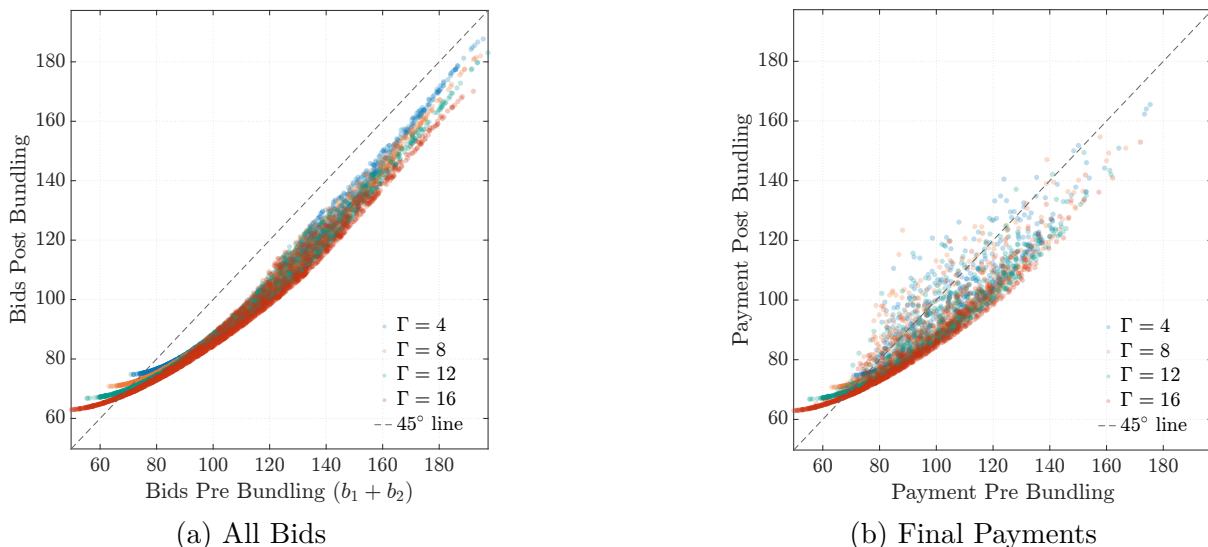 180
160
140
120
100
80
60
Bids Post Bundling
Γ = 4
Γ = 8
Γ = 12
Γ = 16
45° line
60 80 100 120 140 160 180
Bids Pre Bundling (b₁ + b₂)
(a) All Bids
180
160
140
120
100
80
60
Payment Post Bundling
Γ = 4
Γ = 8
Γ = 12
Γ = 16
45° line
60 80 100 120 140 160 180
Payment Pre Bundling
(b) Final Payments